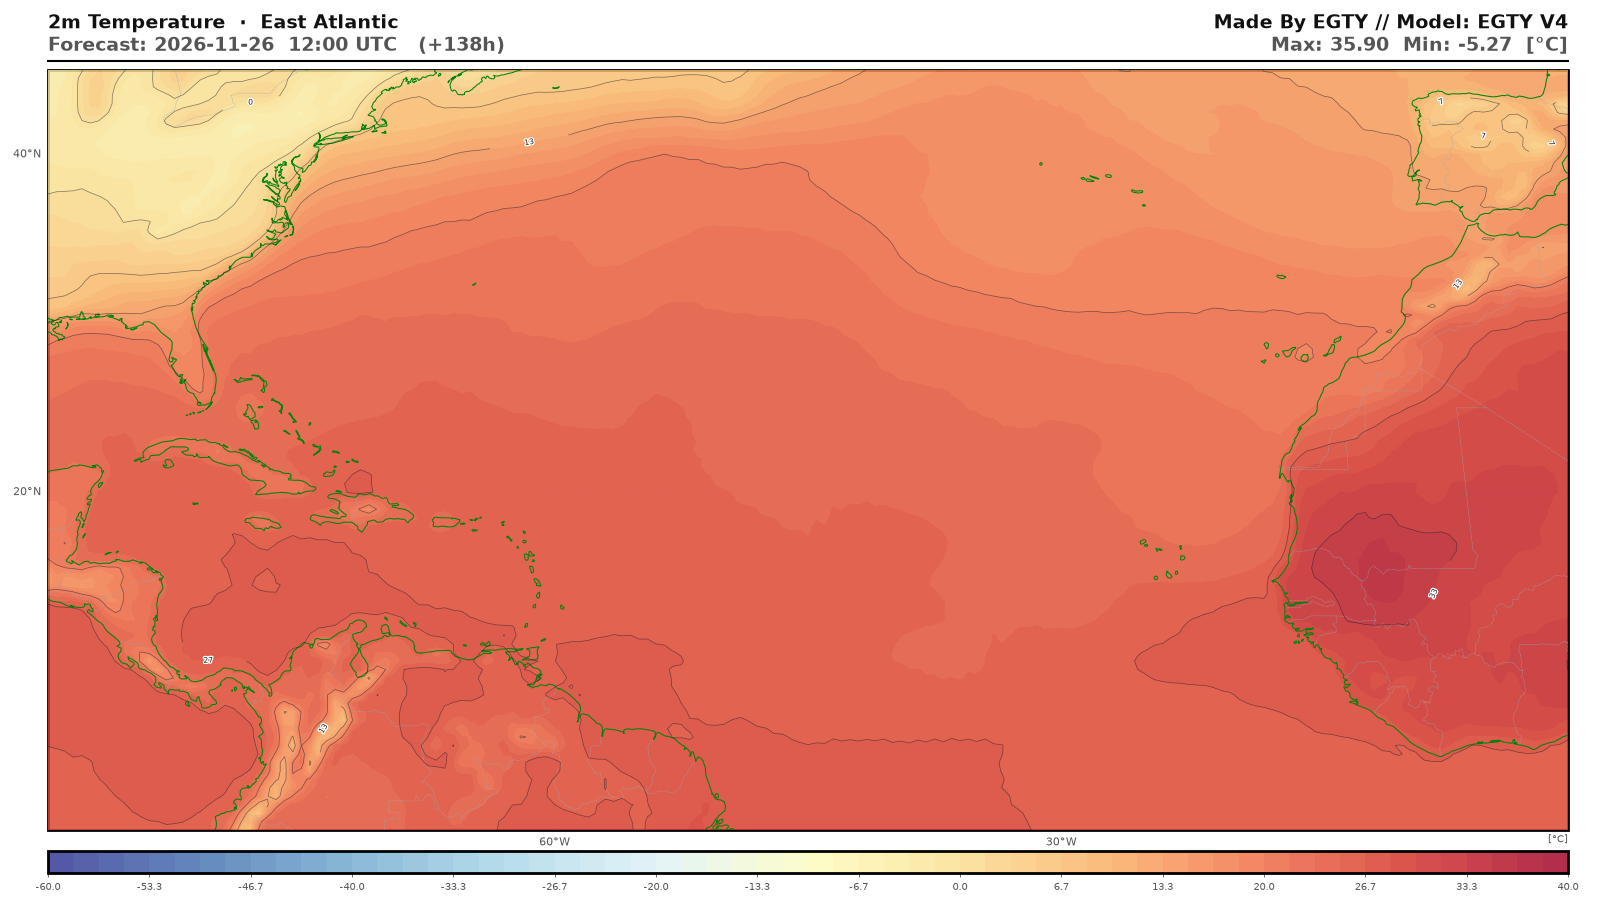 2m Temperature · East Atlantic
Made By EGTY // Model: EGTY V4
Forecast: 2026-11-26 12:00 UTC (+138h)
Max: 35.90 Min: -5.27 [°C]
0
7
13
7
7
40°N
13
20°N
33
27
13
60°W
30°W
[°C]
-60.0 -53.3 -46.7 -40.0 -33.3 -26.7 -20.0 -13.3 -6.7 0.0 6.7 13.3 20.0 26.7 33.3 40.0